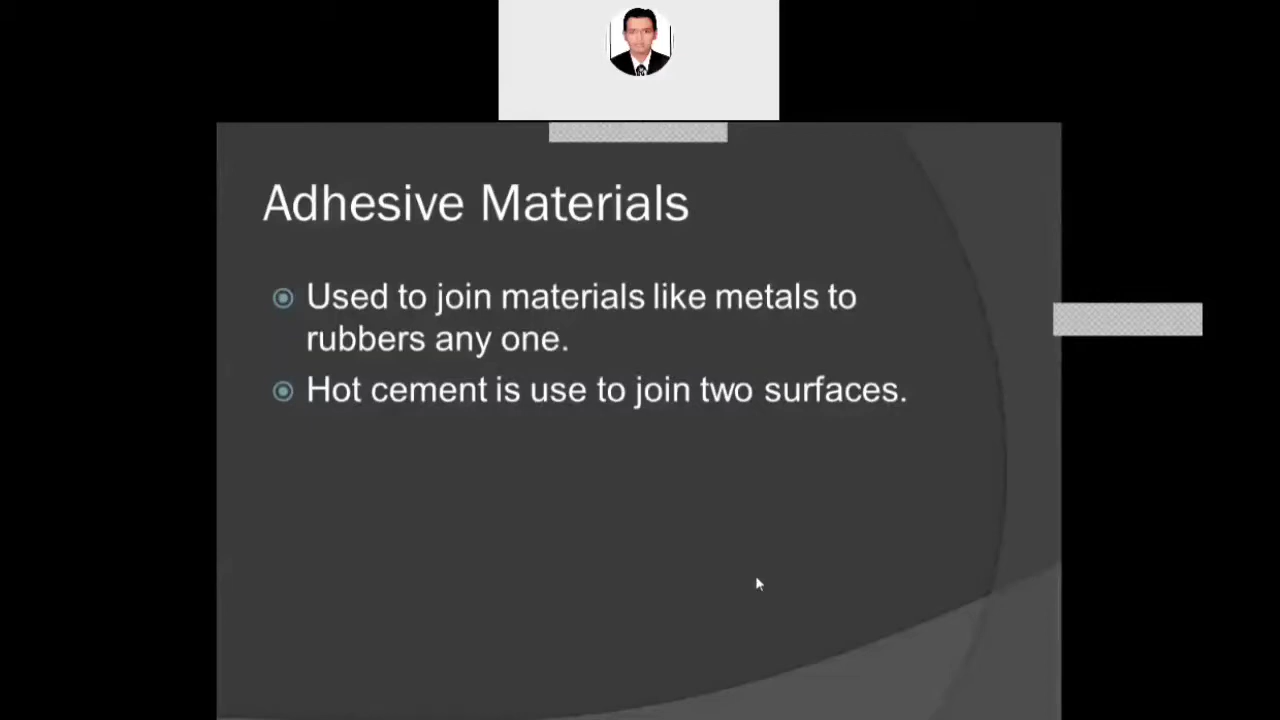 Adhesive Materials
Used to join materials like metals to
rubbers any one.
Hot cement is use to join two surfaces.